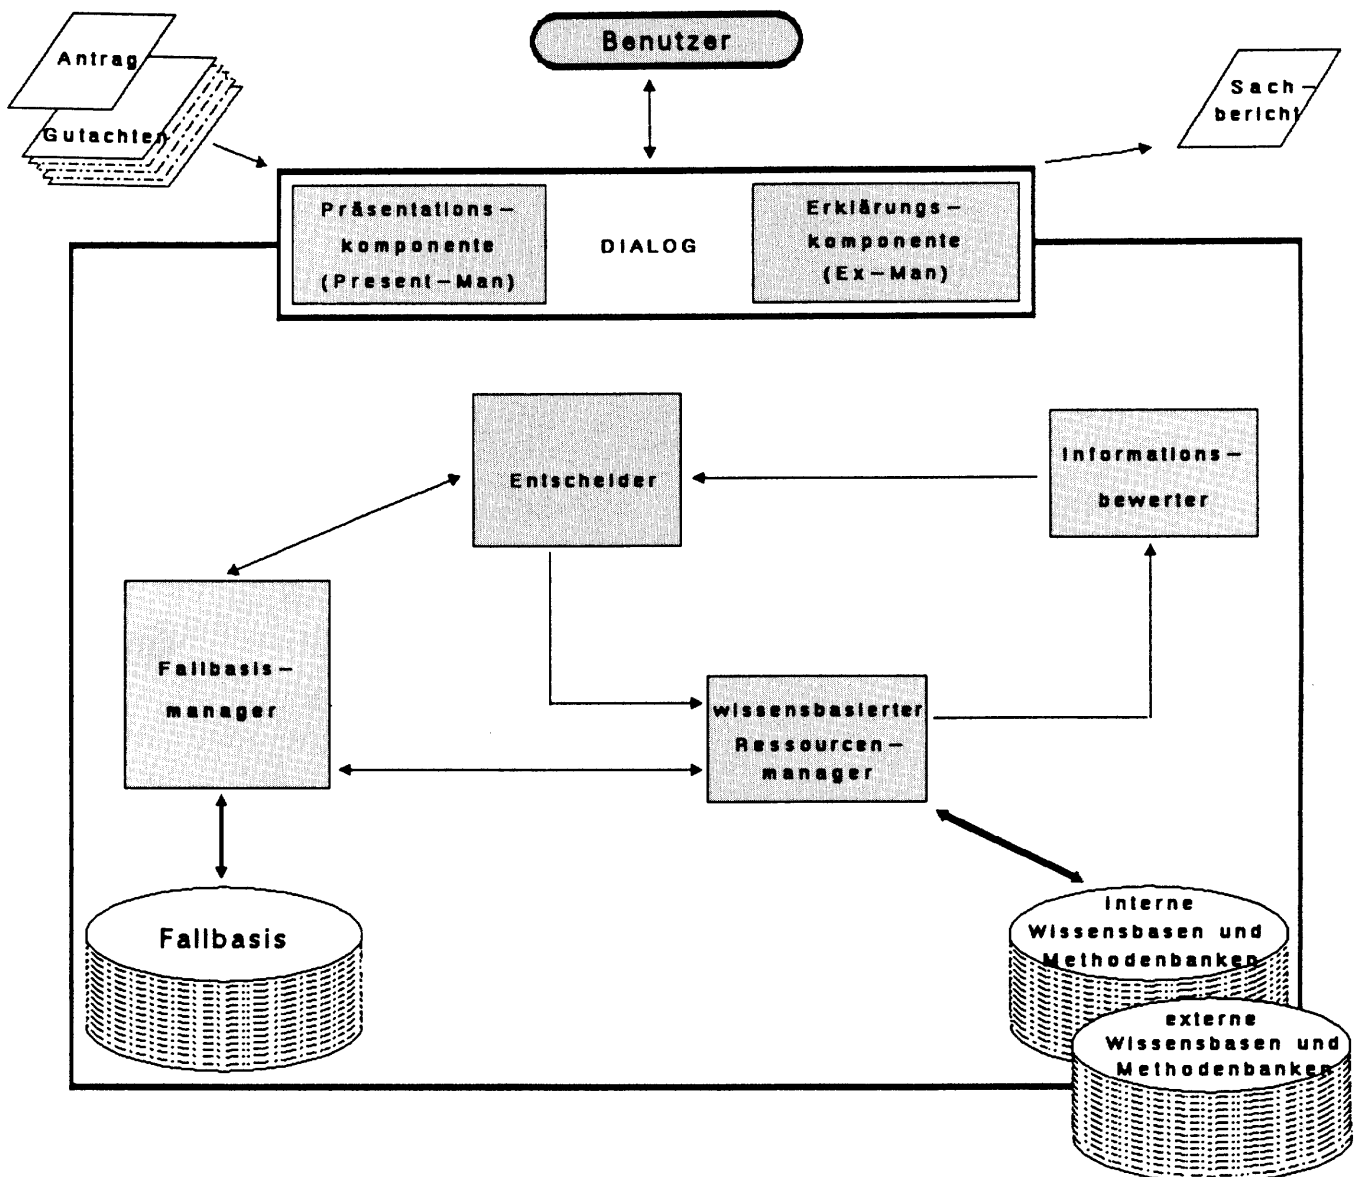 Antrag
Gutachten
Benutzer
Sach-
bericht
Präsentations-
komponente
(Present-Man)
DIALOG
Erklärungs-
komponente
(Ex-Man)
Entscheider
Informations-
bewerter
Fallbasis-
manager
wissensbasierter
Ressourcen-
manager
Fallbasis
interne
Wissensbasen und
Methodenbanken
externe
Wissensbasen und
Methodenbanken